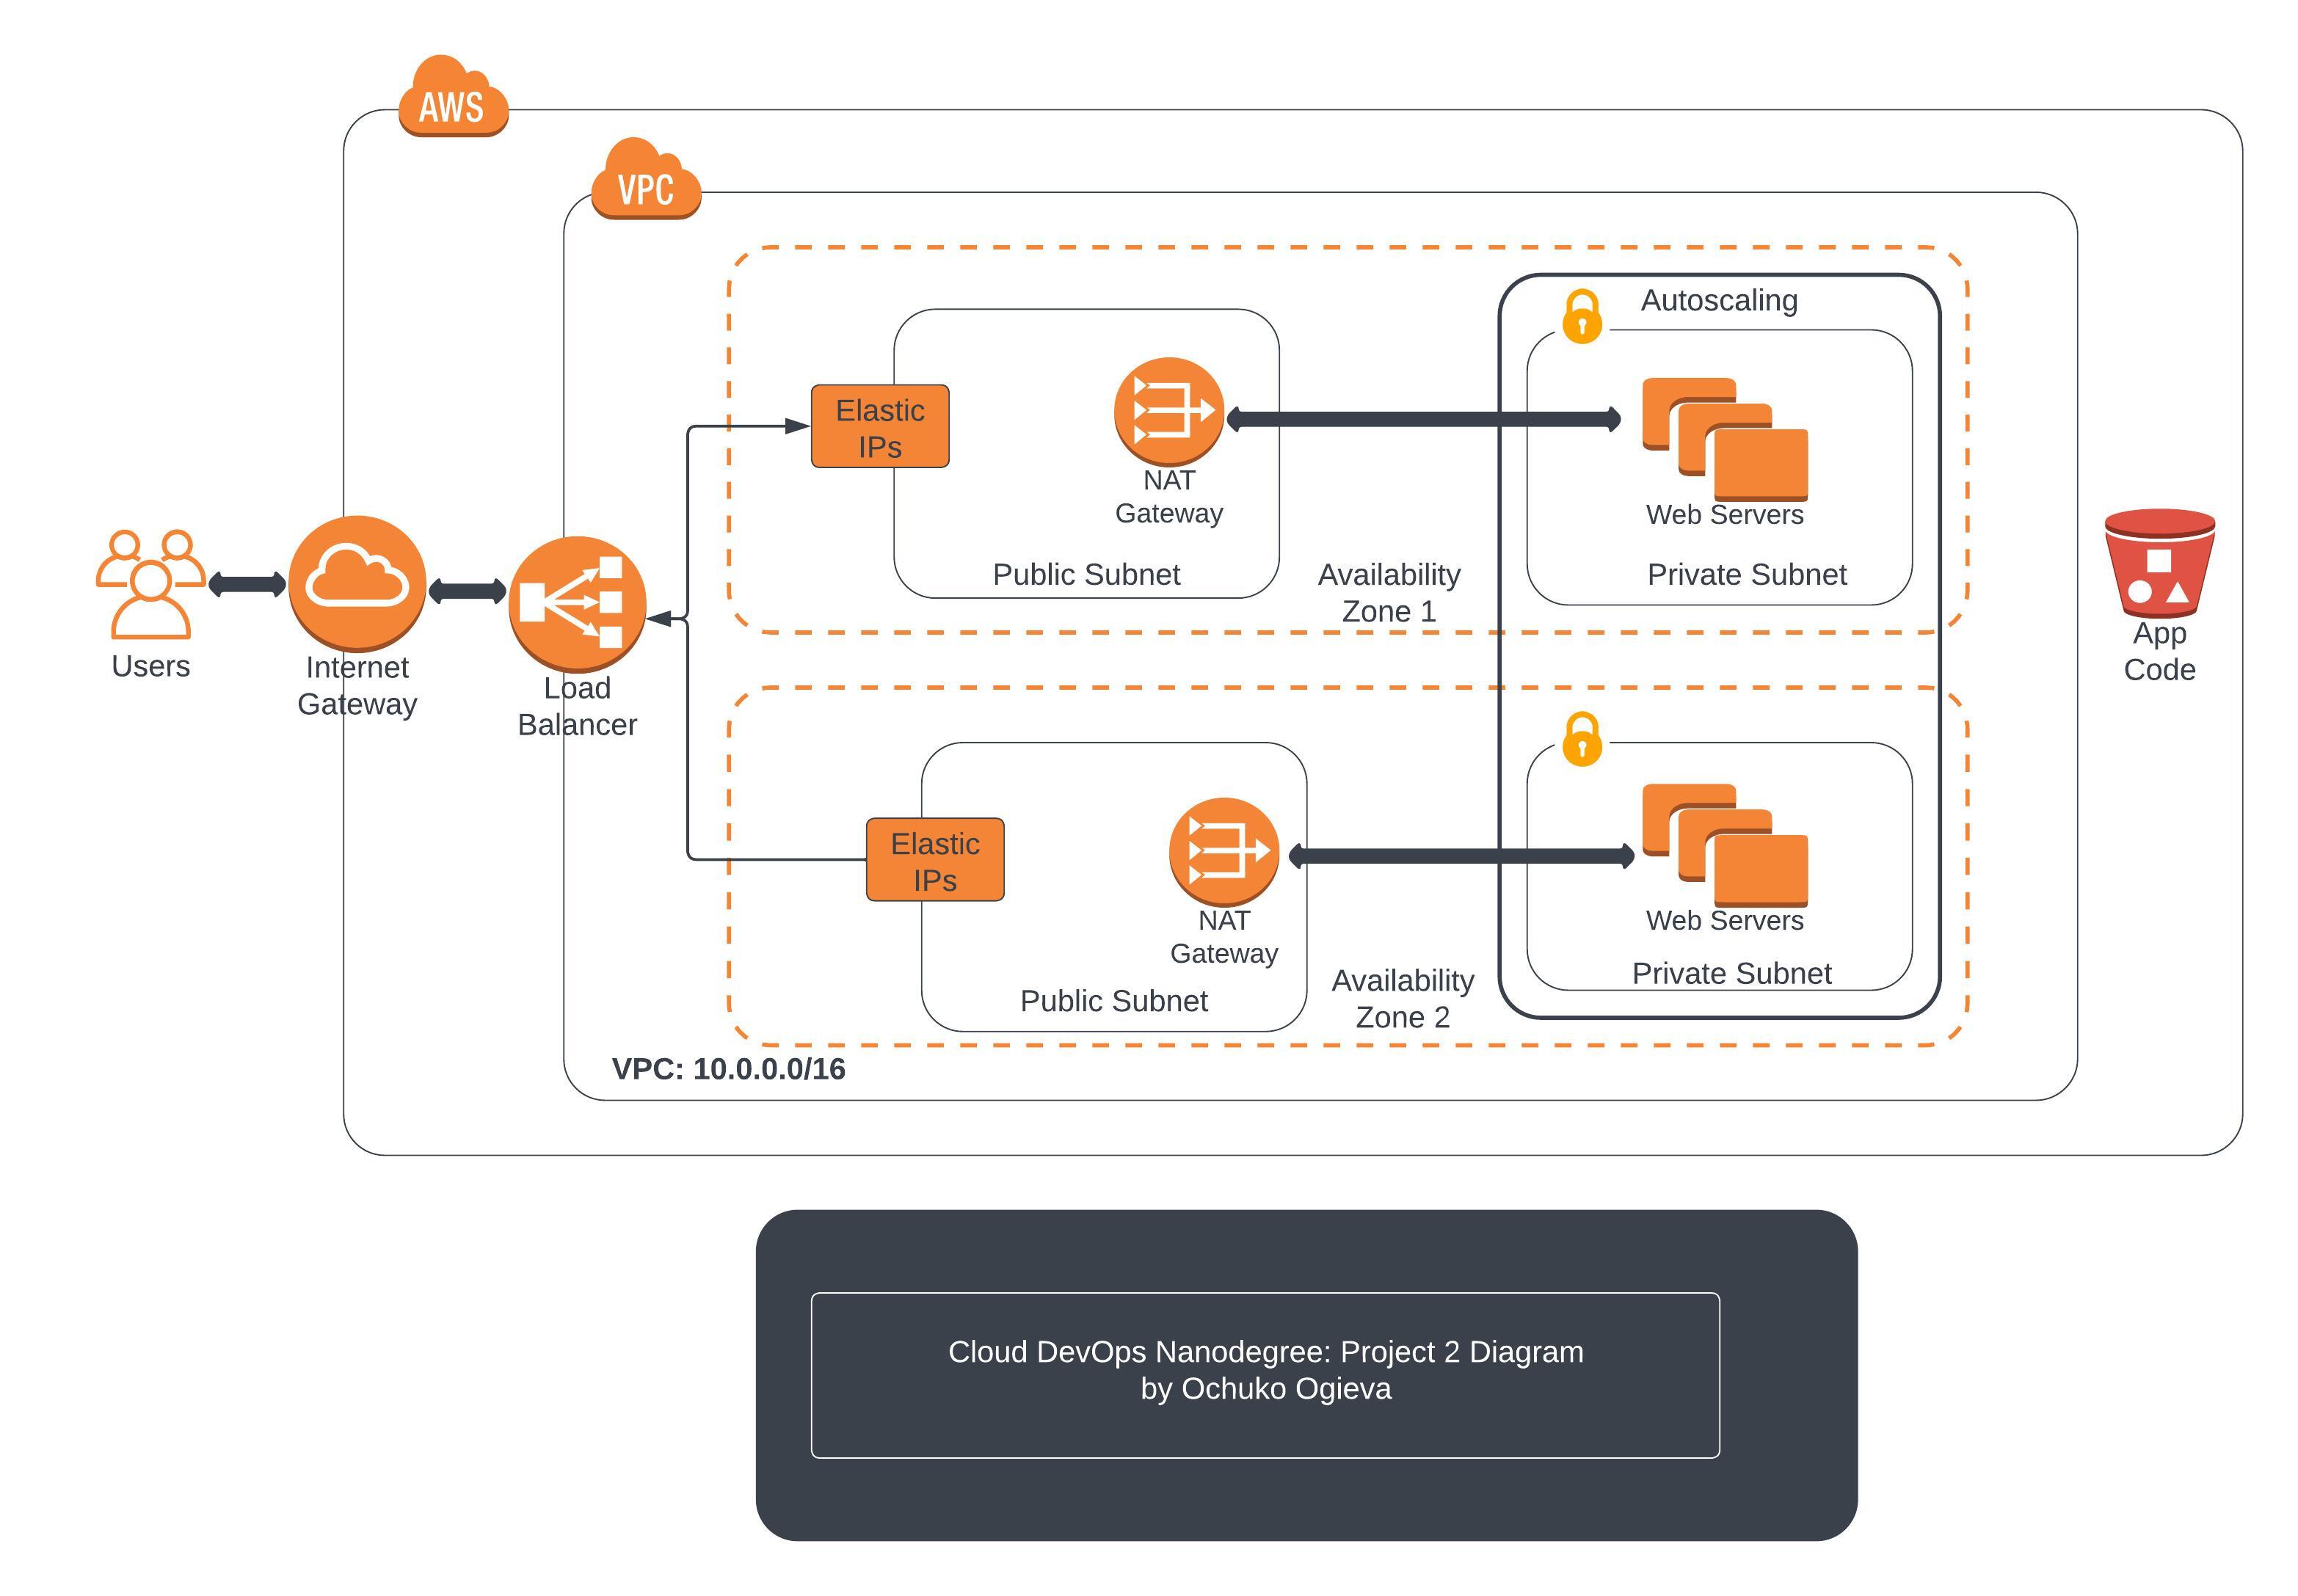 AWS
VPC
Autoscaling
Elastic
IPs
NAT
Gateway
Web Servers
Public Subnet
Availability
Zone 1
Private Subnet
Users
Internet
Gateway
Load
Balancer
App
Code
Elastic
IPs
NAT
Gateway
Web Servers
Public Subnet
Availability
Zone 2
Private Subnet
VPC: 10.0.0.0/16
Cloud DevOps Nanodegree: Project 2 Diagram
by Ochuko Ogieva